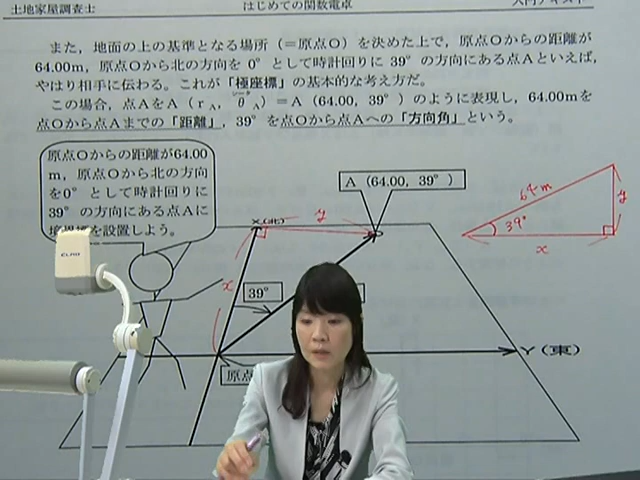 土地家屋調査士
はじめての関数電卓
入門テキスト
また，地面の上の基準となる場所（＝原点Ｏ）を決めた上で，原点Ｏからの距離が
64.00m，原点Ｏから北の方向を 0°として時計回りに 39°の方向にある点Ａといえば，
やはり相手に伝わる。これが「極座標」の基本的な考え方だ。
この場合，点ＡをＡ（ｒA，θA）＝Ａ（64.00，39°）のように表現し，64.00mを
点Ｏから点Ａまでの「距離」，39°を点Ｏから点Ａへの「方向角」という。
原点Ｏからの距離が64.00
m，原点Ｏから北の方向
を0°として時計回りに
39°の方向にある点Ａに
を設置しよう。
Ａ（64.00，39°）
X(北)
y
x
39°
Y（東）
原点
64m
39°
x
y
ELMO